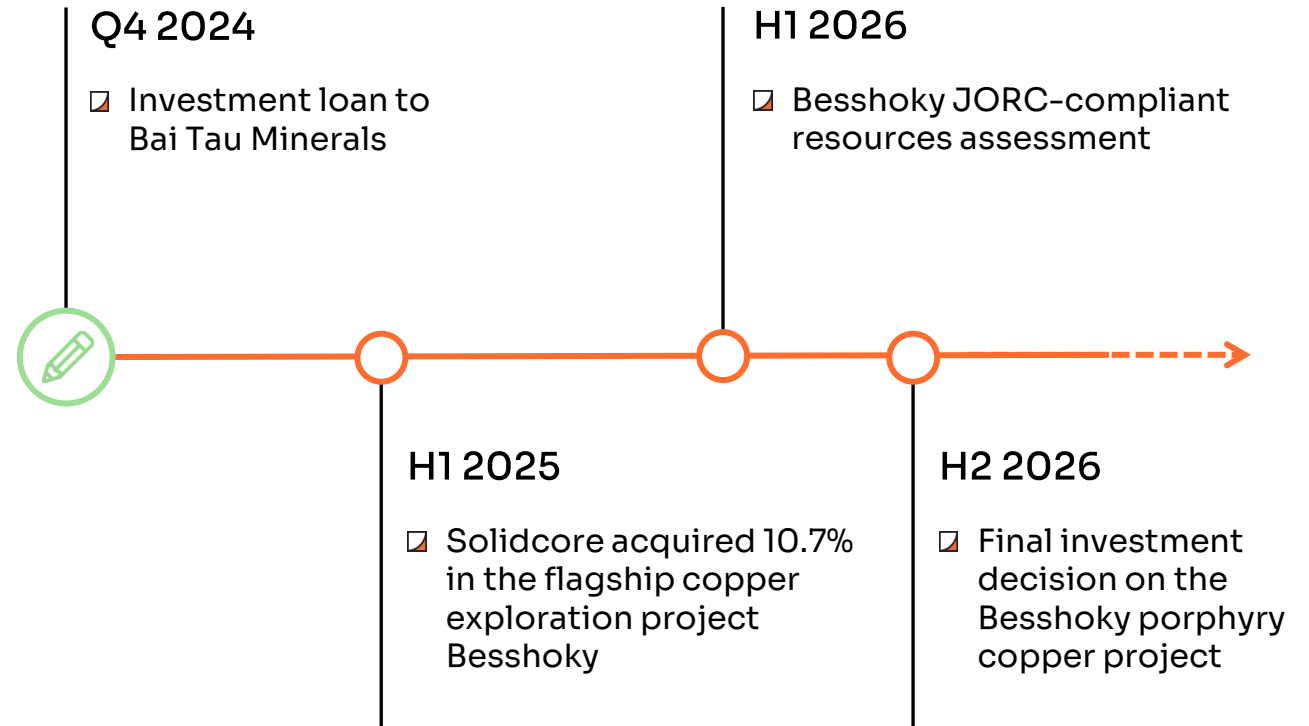 Q4 2024
Investment loan to
Bai Tau Minerals
H1 2025
Solidcore acquired 10.7%
in the flagship copper
exploration project
Besshoky
H1 2026
Besshoky JORC-compliant
resources assessment
H2 2026
Final investment
decision on the
Besshoky porphyry
copper project